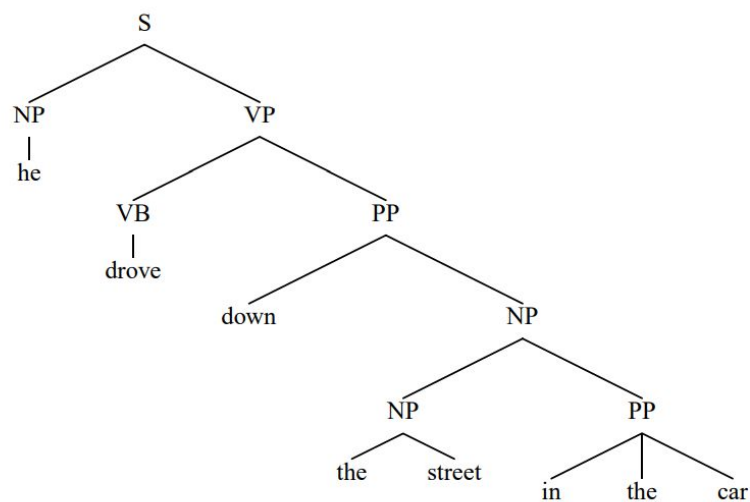 S
NP VP
he
VB PP
drove
down NP
NP PP
the street
in the car